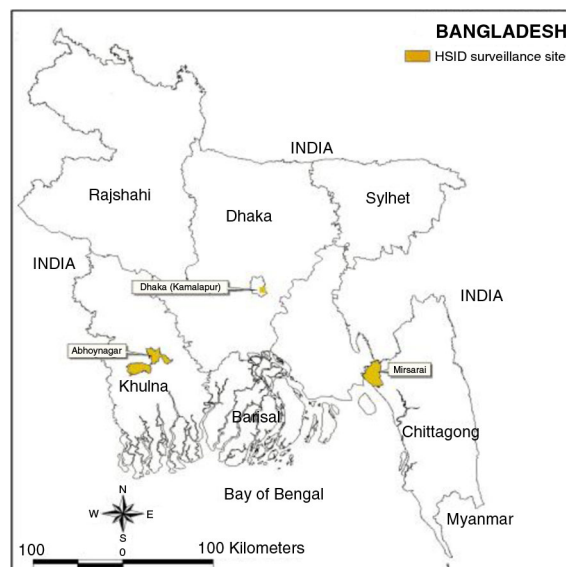 BANGLADESH
HSID surveillance site
INDIA
Rajshahi
Sylhet
Dhaka
INDIA
Dhaka (Kamalapur)
INDIA
Abhoynagar
Mirsarai
Khulna
Barisal
Chittagong
Bay of Bengal
N
W E
S
Myanmar
100 0 100 Kilometers